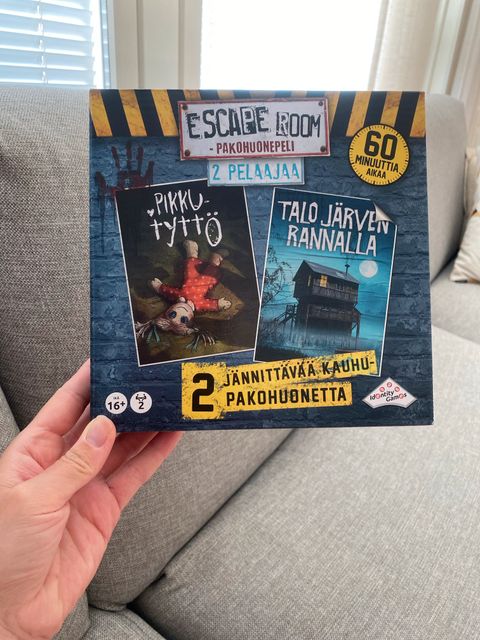 ESCAPE ROOM
- PAKOHUONEPELI
2 PELAAJAA
60
MINUUTTIA
AIKAA
PIKKU-
TYTTÖ
TALO JÄRVEN
RANNALLA
2 JÄNNITTÄVÄÄ KAUHU-
PAKOHUONETTA
IKÄ
16+
2
Identity
Games